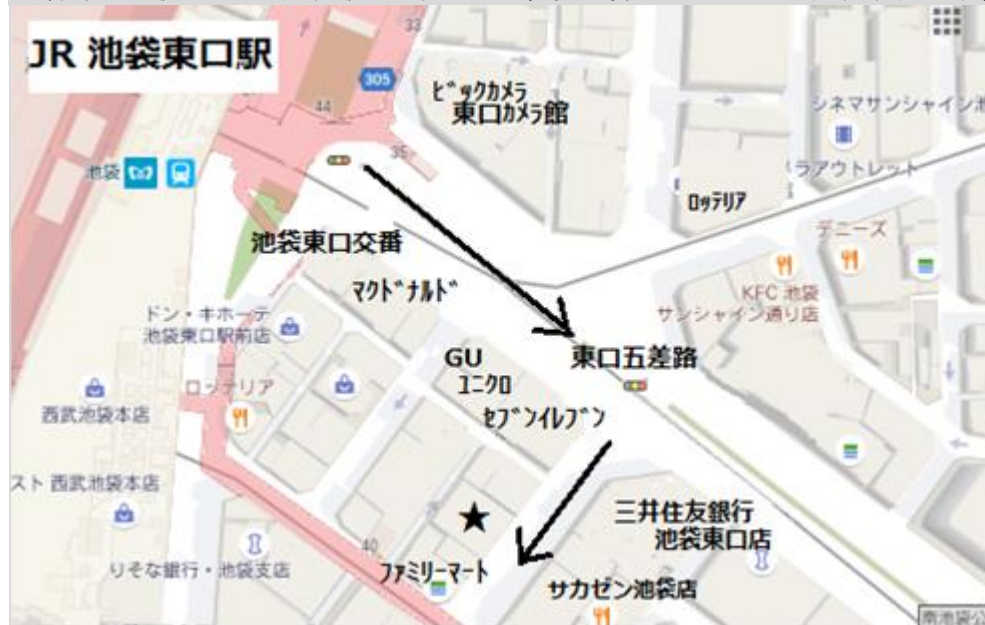 JR 池袋東口駅
33
305
44
35
ビックカメラ
東口カメラ館
シネマサンシャイン池
池袋
ラアウトレット
ロッテリア
池袋東口交番
デニーズ
マクドナルド
KFC 池袋
サンシャイン通り店
ドン・キホーテ
池袋東口駅前店
GU
ユニクロ
東口五差路
ロッテリア
西武池袋本店
セブンイレブン
スト 西武池袋本店
★
三井住友銀行
池袋東口店
40
りそな銀行・池袋支店
ファミリーマート
サカゼン池袋店
南池袋公